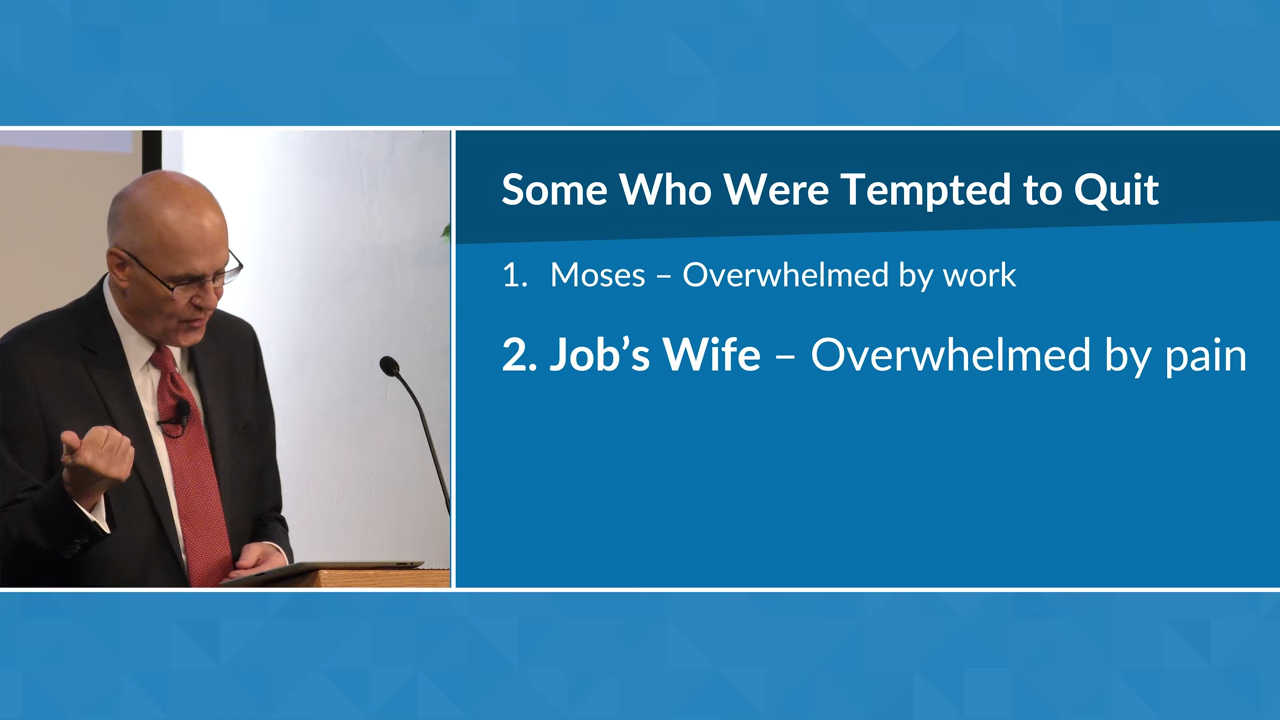 Some Who Were Tempted to Quit
1. Moses – Overwhelmed by work
2. Job’s Wife – Overwhelmed by pain